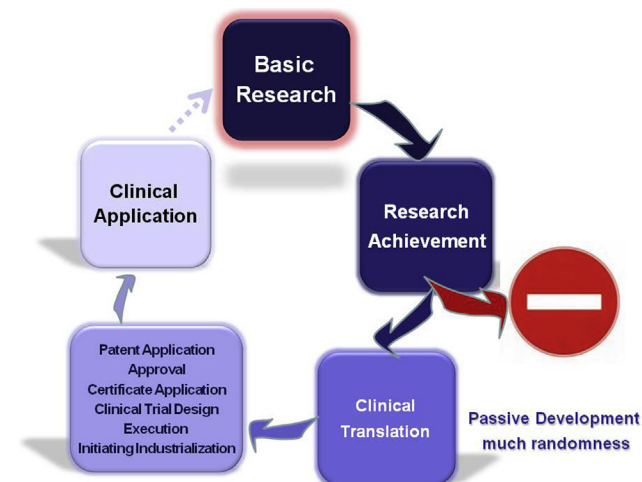 Basic
Research
Research
Achievement
Clinical
Translation
Passive Development
much randomness
Patent Application
Approval
Certificate Application
Clinical Trial Design
Execution
Initiating Industrialization
Clinical
Application